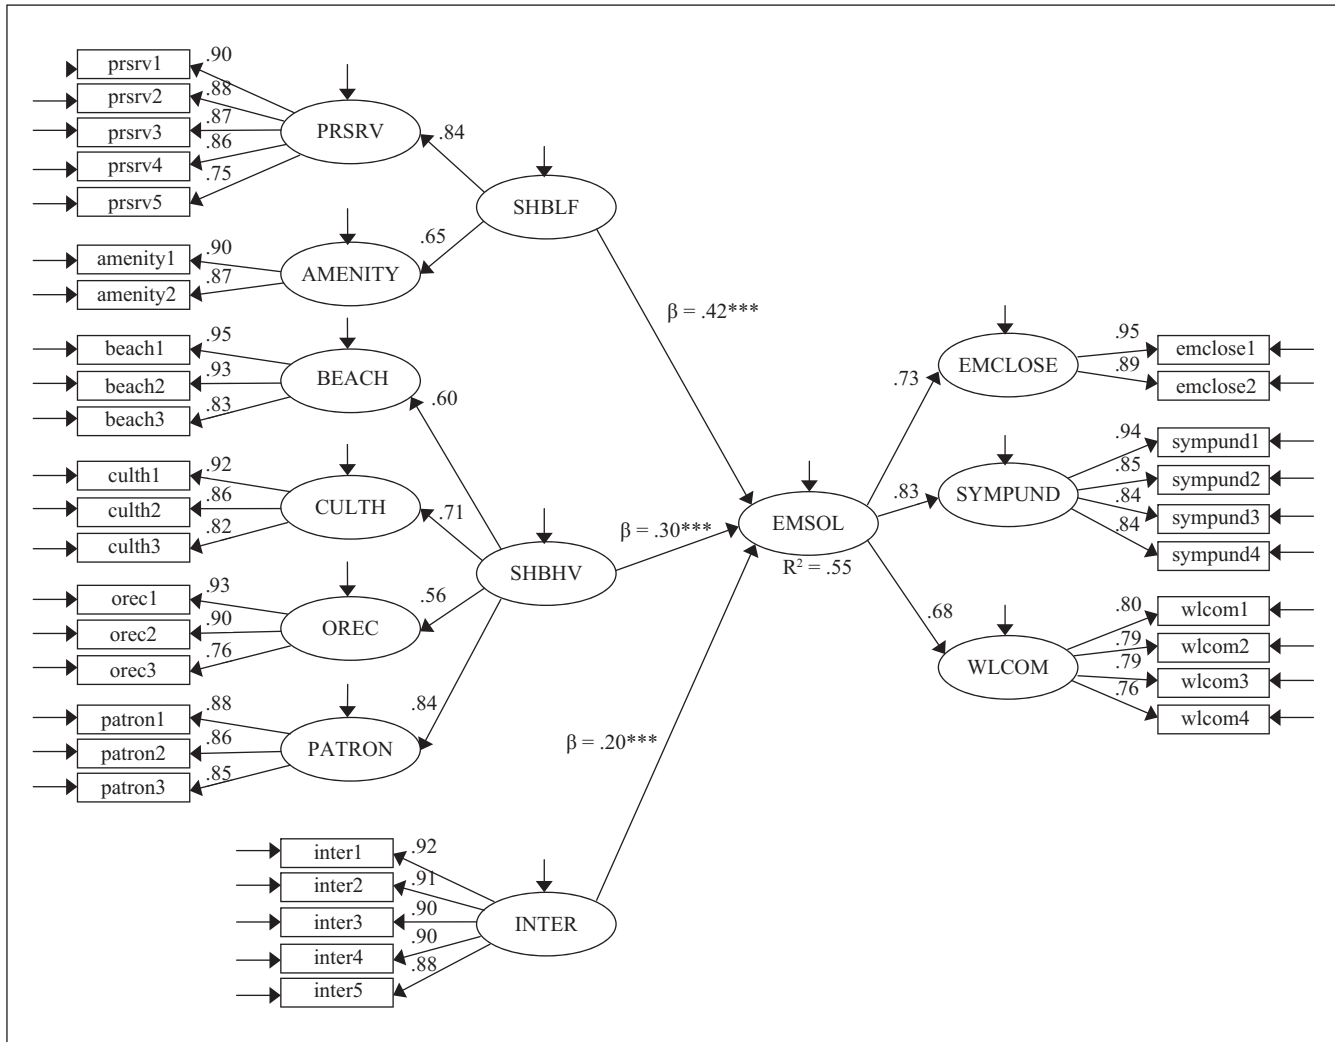 prsrv1
.90
prsrv2
.88
prsrv3
.87
prsrv4
.86
prsrv5
.75
PRSRV
.84
SHBLF
amenity1
.90
amenity2
.87
AMENITY
.65
β = .42***
beach1
.95
beach2
.93
beach3
.83
BEACH
.60
culth1
.92
culth2
.86
culth3
.82
CULTH
.71
SHBHV
β = .30***
orec1
.93
orec2
.90
orec3
.76
OREC
.56
patron1
.88
patron2
.86
patron3
.85
PATRON
.84
β = .20***
inter1
.92
inter2
.91
inter3
.90
inter4
.90
inter5
.88
INTER
EMSOL
R² = .55
.73
EMCLOSE
.95
emclose1
.89
emclose2
.83
SYMPUND
.94
sympund1
.85
sympund2
.84
sympund3
.84
sympund4
.68
WLCOM
.80
wlcom1
.79
wlcom2
.79
wlcom3
.76
wlcom4